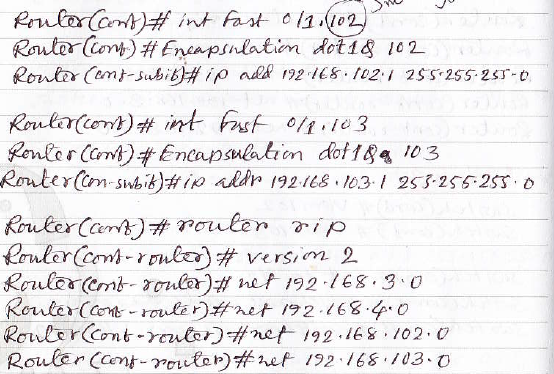 Router(conf)# int fast 0/1.102
Router(conf)# Encapsulation dot1Q 102
Router(conf-subif)# ip add 192.168.102.1 255.255.255.0
Router(conf)# int fast 0/1.103
Router(conf)# Encapsulation dot1Q 103
Router(con-subif)# ip addr 192.168.103.1 255.255.255.0
Router(conf)# router rip
Router(conf-router)# version 2
Router(conf-router)# net 192.168.3.0
Router(conf-router)# net 192.168.4.0
Router(conf-router)# net 192.168.102.0
Router(conf-router)# net 192.168.103.0